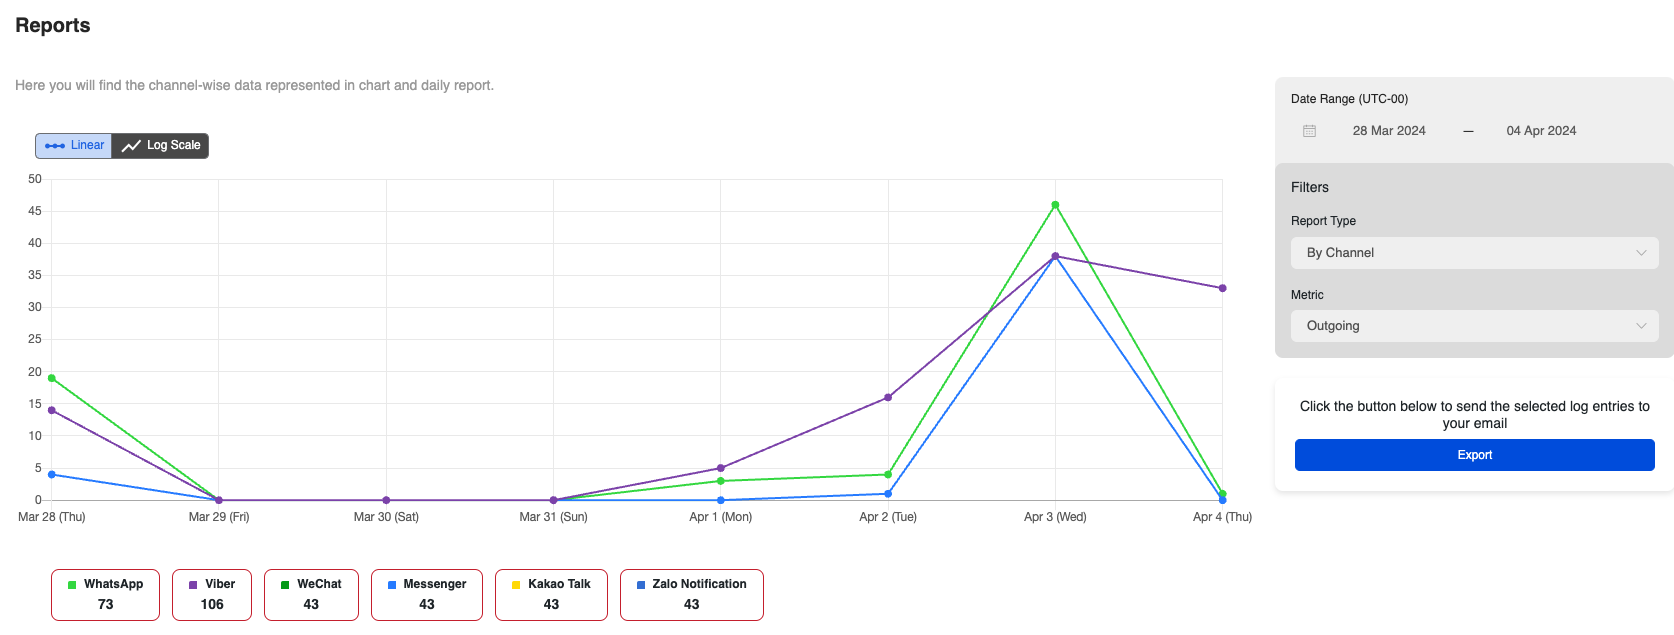 Reports
Here you will find the channel-wise data represented in chart and daily report.
Linear
Log Scale
50
45
40
35
30
25
20
15
10
5
0
Mar 28 (Thu)
Mar 29 (Fri)
Mar 30 (Sat)
Mar 31 (Sun)
Apr 1 (Mon)
Apr 2 (Tue)
Apr 3 (Wed)
Apr 4 (Thu)
WhatsApp
73
Viber
106
WeChat
43
Messenger
43
Kakao Talk
43
Zalo Notification
43
Date Range (UTC-00)
28 Mar 2024 — 04 Apr 2024
Filters
Report Type
By Channel
Metric
Outgoing
Click the button below to send the selected log entries to
your email
Export